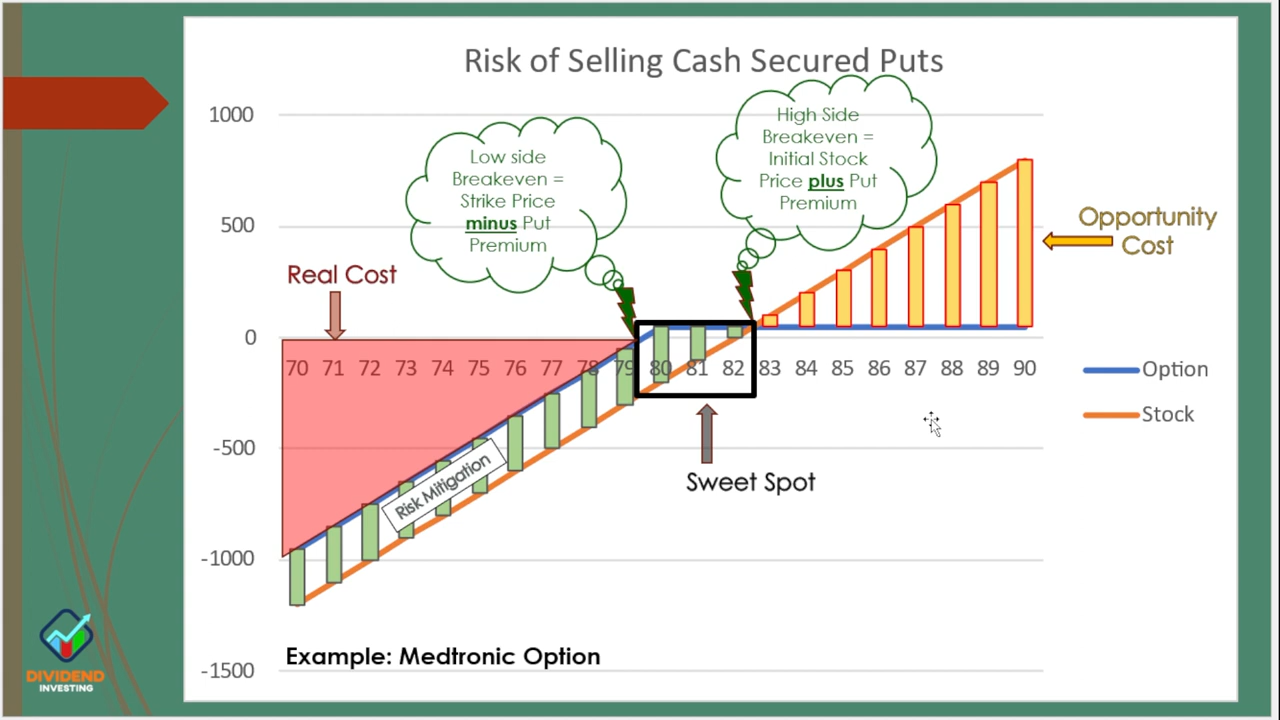 Risk of Selling Cash Secured Puts
1000
500
0
-500
-1000
-1500
Low side
Breakeven =
Strike Price
minus Put
Premium
High Side
Breakeven =
Initial Stock
Price plus Put
Premium
Opportunity
Cost
Real Cost
70 71 72 73 74 75 76 77 78 79 80 81 82 83 84 85 86 87 88 89 90
Option
Stock
Risk Mitigation
Sweet Spot
Example: Medtronic Option
DIVIDEND
INVESTING